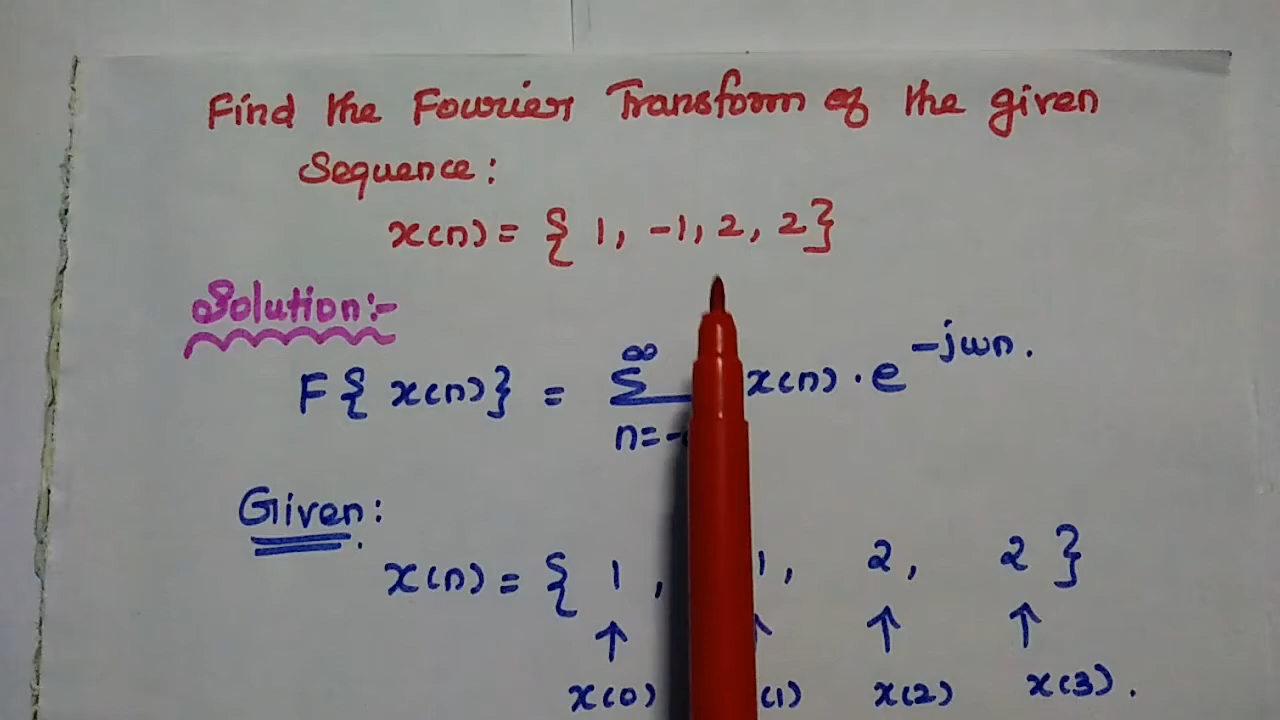 Find the Fourier Transform of the given
Sequence:
x(n) = { 1, -1, 2, 2}
Solution:-
F{ x(n)} = Σ x(n) · e^-jωn.
∞
n=-
Given:
x(n) = { 1 , 1, 2, 2 }
↑ ↑ ↑ ↑
x(0) (1) x(2) x(3).